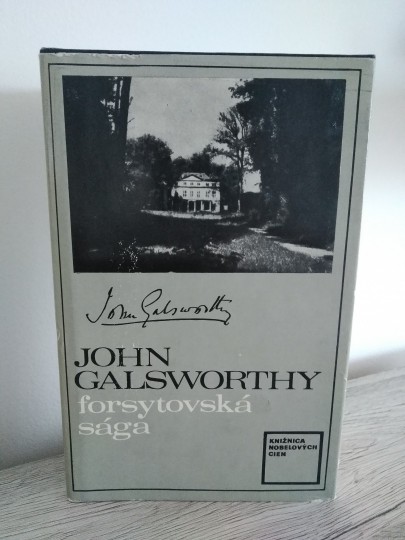 John Galsworthy
JOHN
GALSWORTHY
forsytovská
sága
KNIŽNICA
NOBELOVÝCH
CIEN